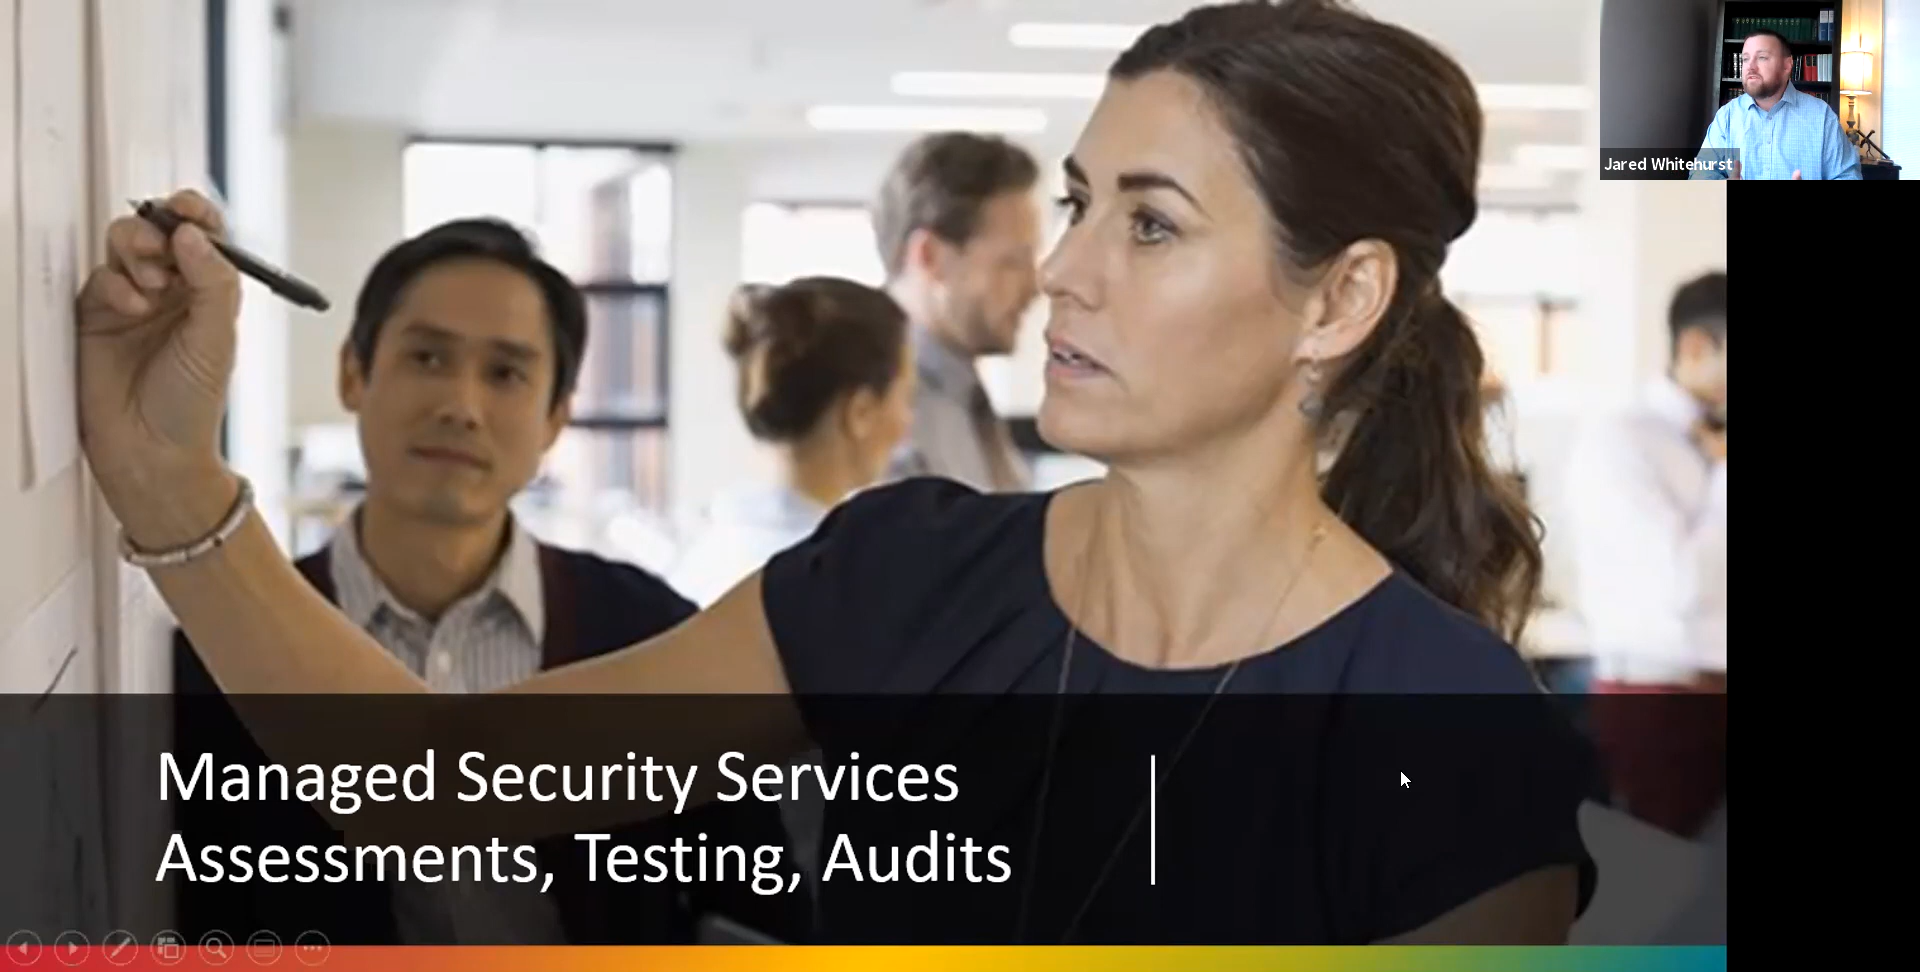 Jared Whitehurst
Managed Security Services
Assessments, Testing, Audits